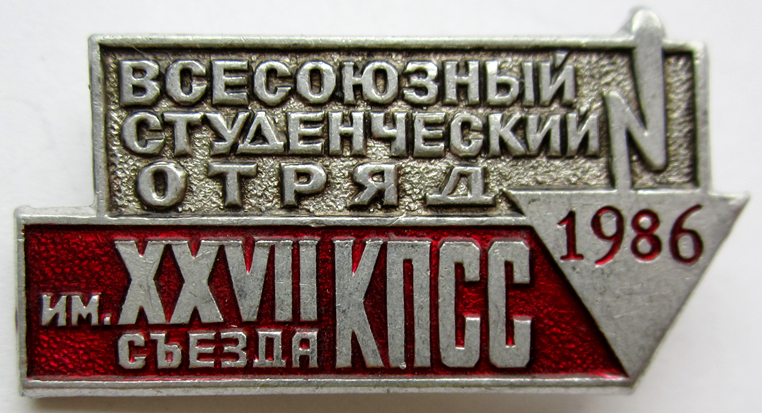 ВСЕСОЮЗНЫЙ
СТУДЕНЧЕСКИЙ
ОТРЯД
1986
ИМ. XXVII КПСС
СЪЕЗДА